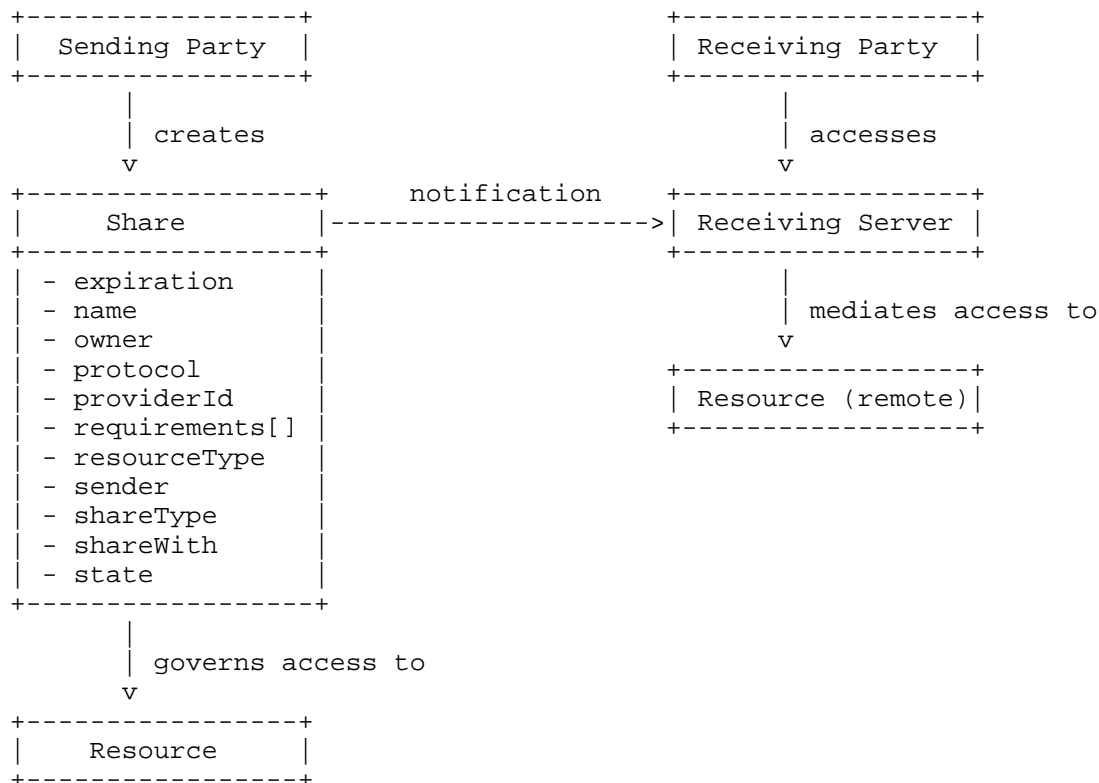 Sending Party
Receiving Party
creates
accesses
notification
Share
Receiving Server
- expiration
- name
mediates access to
- owner
- protocol
- providerId
Resource (remote)
- requirements[]
- resourceType
- sender
- shareType
- shareWith
- state
governs access to
Resource